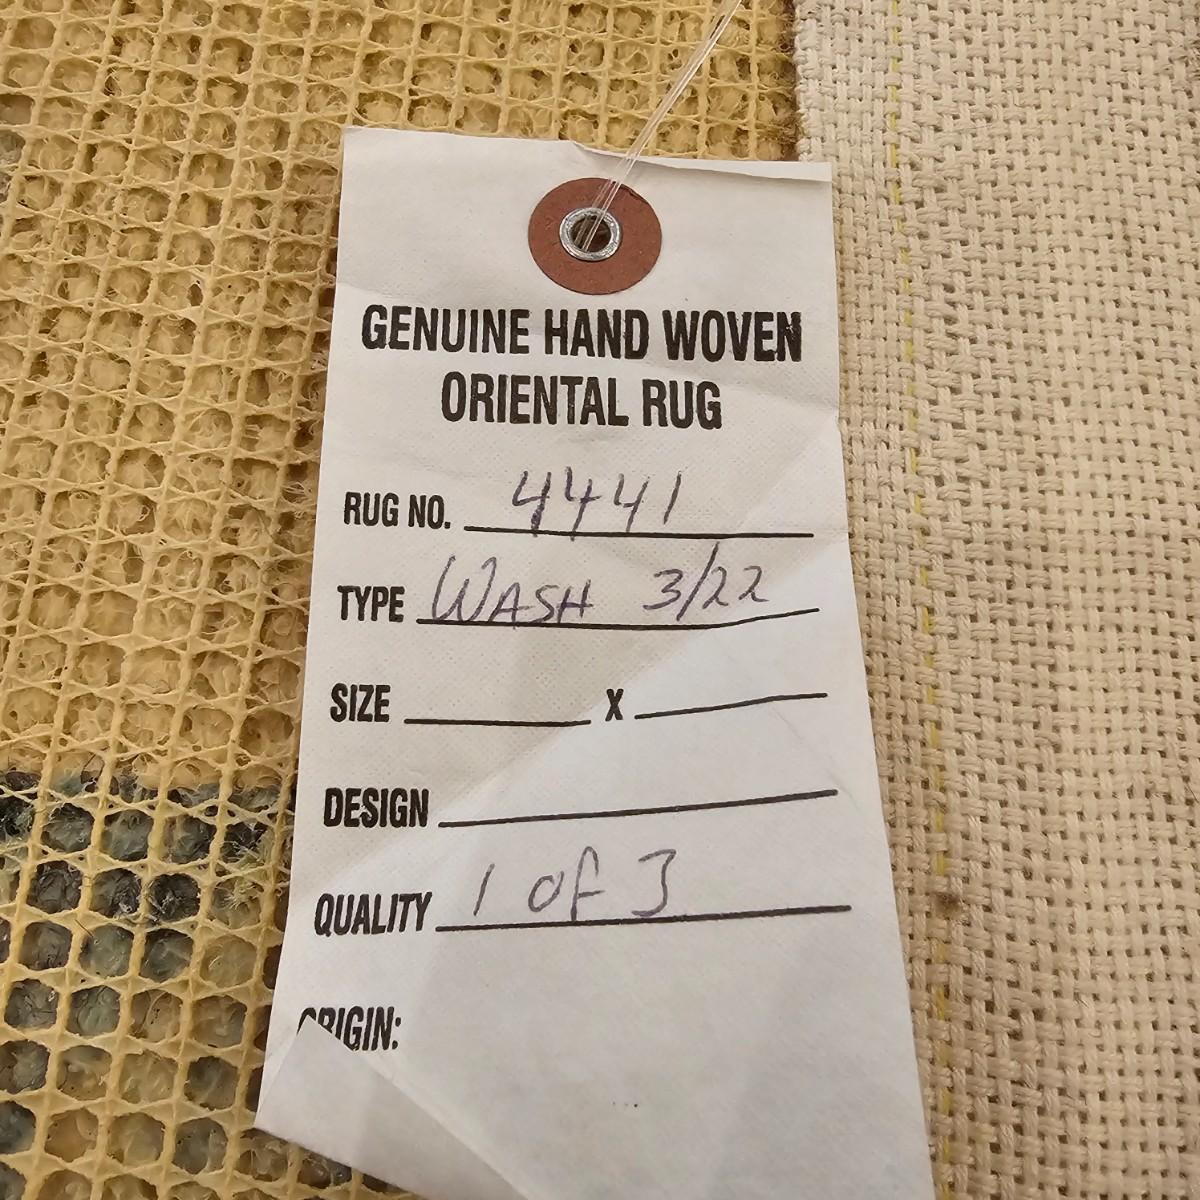 GENUINE HAND WOVEN
ORIENTAL RUG
RUG NO. 4441
TYPE WASH 3/22
SIZE X
DESIGN
QUALITY 1 of 3
ORIGIN: